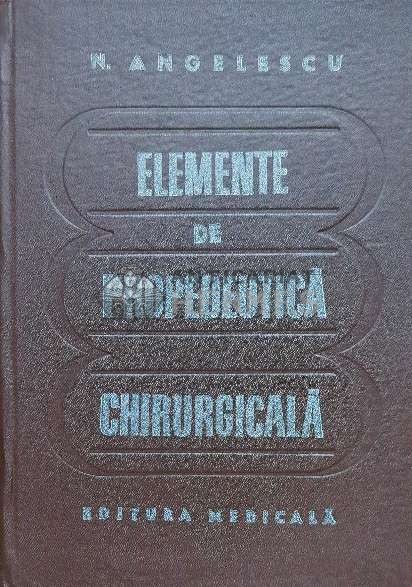 N. ANGELESCU
ELEMENTE
DE
PROPEDEUTICĂ
CHIRURGICALĂ
EDITURA MEDICALĂ